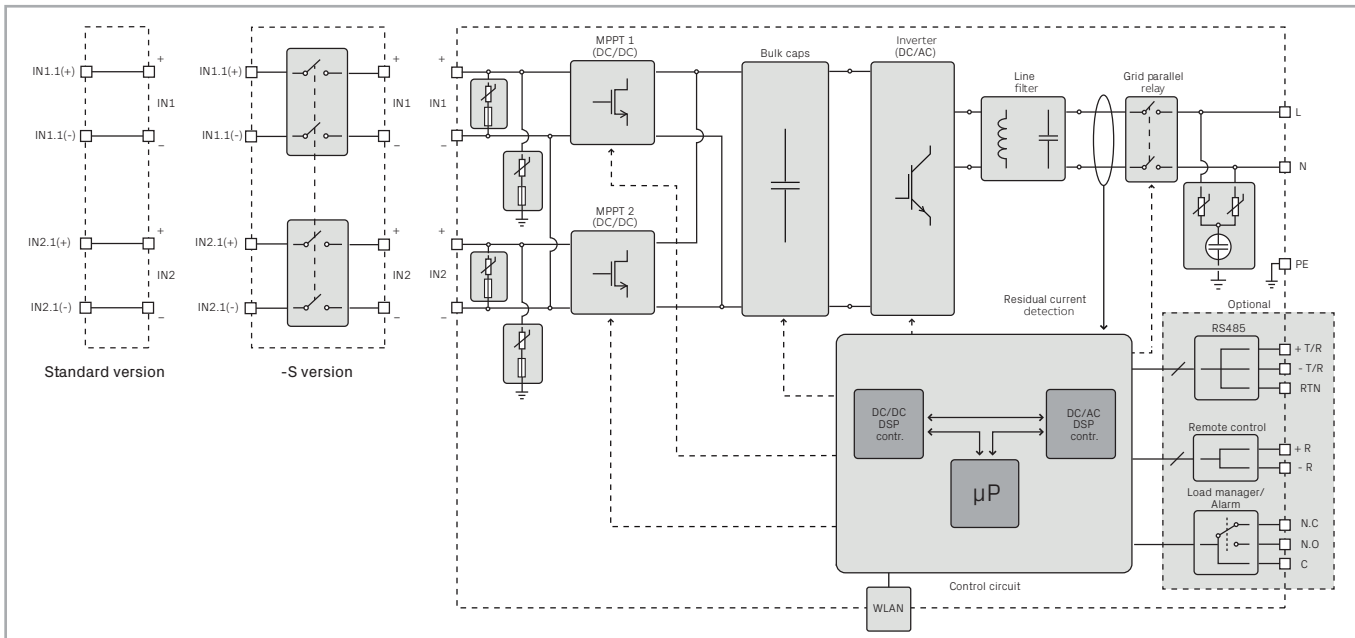 IN1.1(+)
+
IN1
IN1.1(-)
–
IN2.1(+)
+
IN2
IN2.1(-)
–
Standard version
IN1.1(+)
+
IN1
IN1.1(-)
–
IN2.1(+)
+
IN2
IN2.1(-)
–
-S version
+
IN1
–
+
IN2
–
MPPT 1
(DC/DC)
MPPT 2
(DC/DC)
Bulk caps
Inverter
(DC/AC)
Line
filter
Grid parallel
relay
L
N
PE
Residual current
detection
Optional
RS485
+ T/R
- T/R
RTN
Remote control
+ R
- R
Load manager/
Alarm
N.C
N.O
C
DC/DC
DSP
contr.
DC/AC
DSP
contr.
µP
Control circuit
WLAN